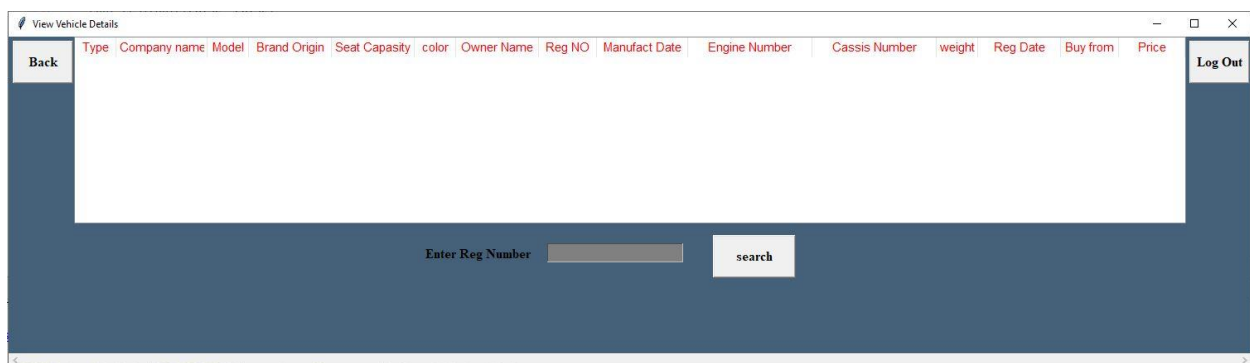 View Vehicle Details
Back
Type Company name Model Brand Origin Seat Capasity color Owner Name Reg NO Manufact Date Engine Number Cassis Number weight Reg Date Buy from Price
Log Out
Enter Reg Number
search